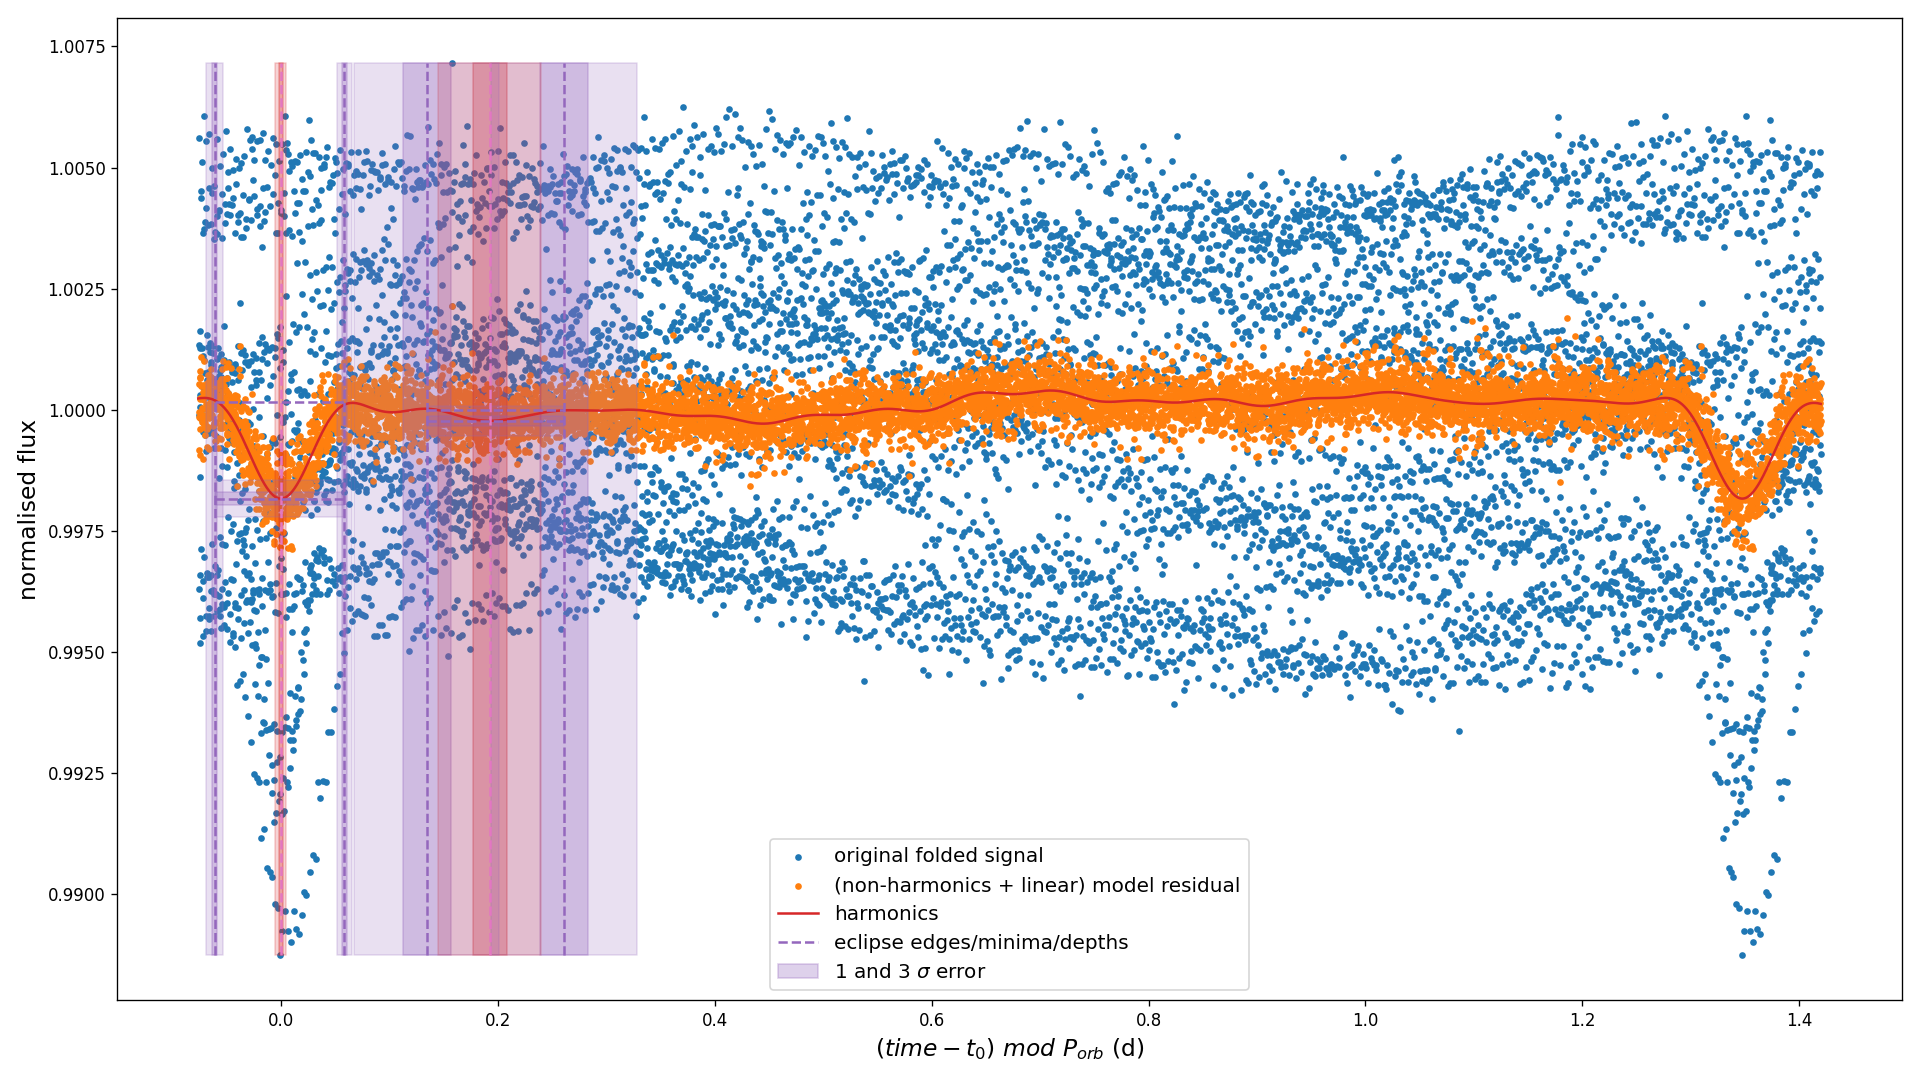 normalised flux
1.0075
1.0050
1.0025
1.0000
0.9975
0.9950
0.9925
0.9900
original folded signal
(non-harmonics + linear) model residual
harmonics
eclipse edges/minima/depths
1 and 3 σ error
0.0 0.2 0.4 0.6 0.8 1.0 1.2 1.4
(time − t₀) mod P_orb (d)